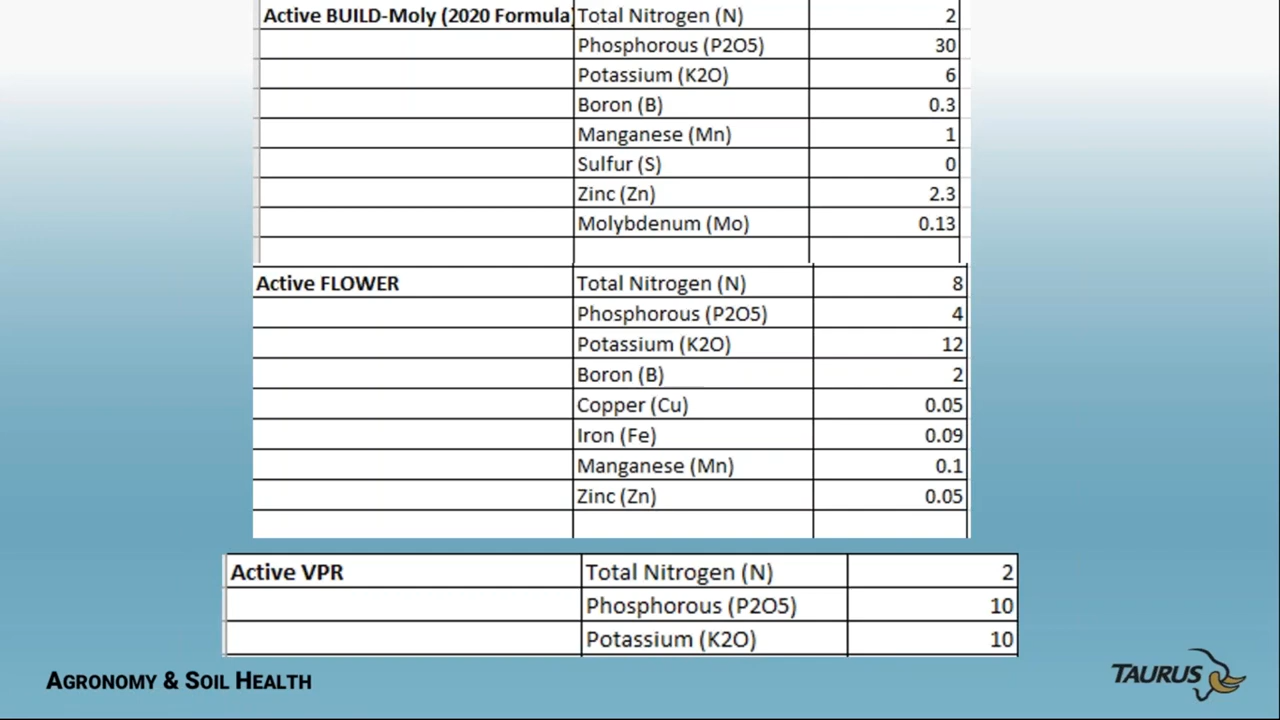 Active BUILD-Moly (2020 Formula) Total Nitrogen (N) 2
Phosphorous (P2O5) 30
Potassium (K2O) 6
Boron (B) 0.3
Manganese (Mn) 1
Sulfur (S) 0
Zinc (Zn) 2.3
Molybdenum (Mo) 0.13
Active FLOWER Total Nitrogen (N) 8
Phosphorous (P2O5) 4
Potassium (K2O) 12
Boron (B) 2
Copper (Cu) 0.05
Iron (Fe) 0.09
Manganese (Mn) 0.1
Zinc (Zn) 0.05
Active VPR Total Nitrogen (N) 2
Phosphorous (P2O5) 10
Potassium (K2O) 10
AGRONOMY & SOIL HEALTH
TAURUS